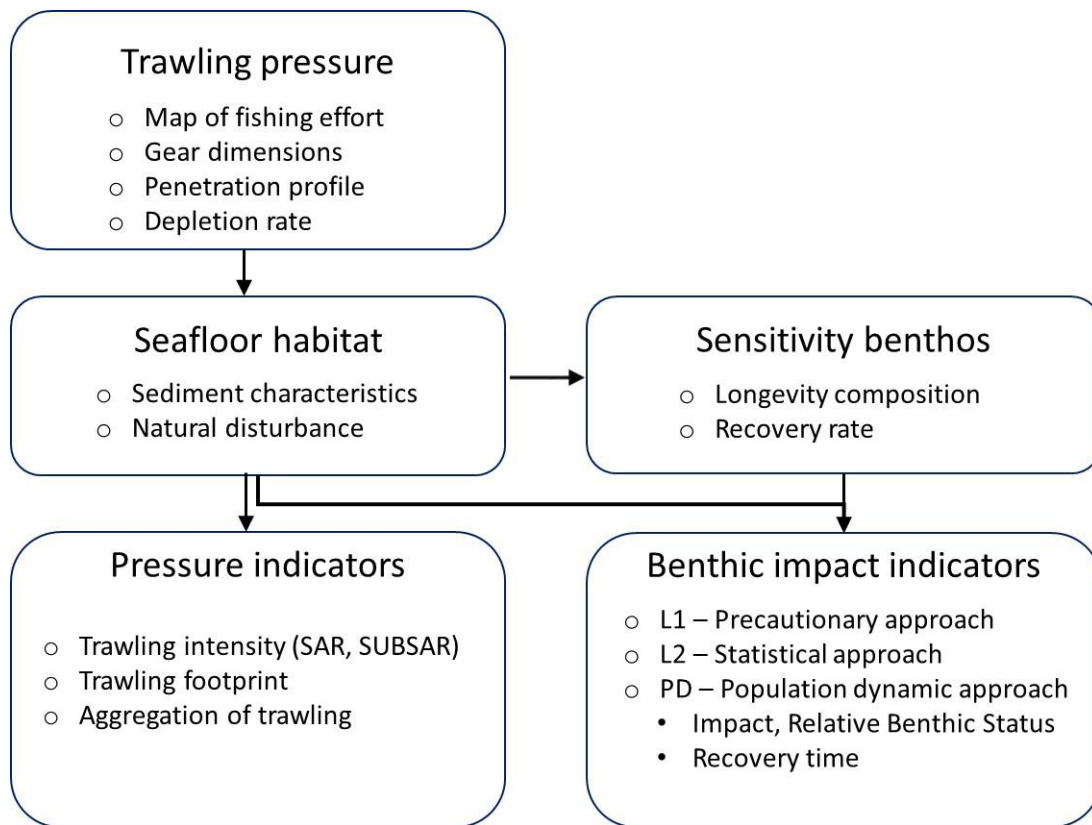 Trawling pressure
○ Map of fishing effort
○ Gear dimensions
○ Penetration profile
○ Depletion rate
Seafloor habitat
○ Sediment characteristics
○ Natural disturbance
Sensitivity benthos
○ Longevity composition
○ Recovery rate
Pressure indicators
○ Trawling intensity (SAR, SUBSAR)
○ Trawling footprint
○ Aggregation of trawling
Benthic impact indicators
○ L1 – Precautionary approach
○ L2 – Statistical approach
○ PD – Population dynamic approach
• Impact, Relative Benthic Status
• Recovery time